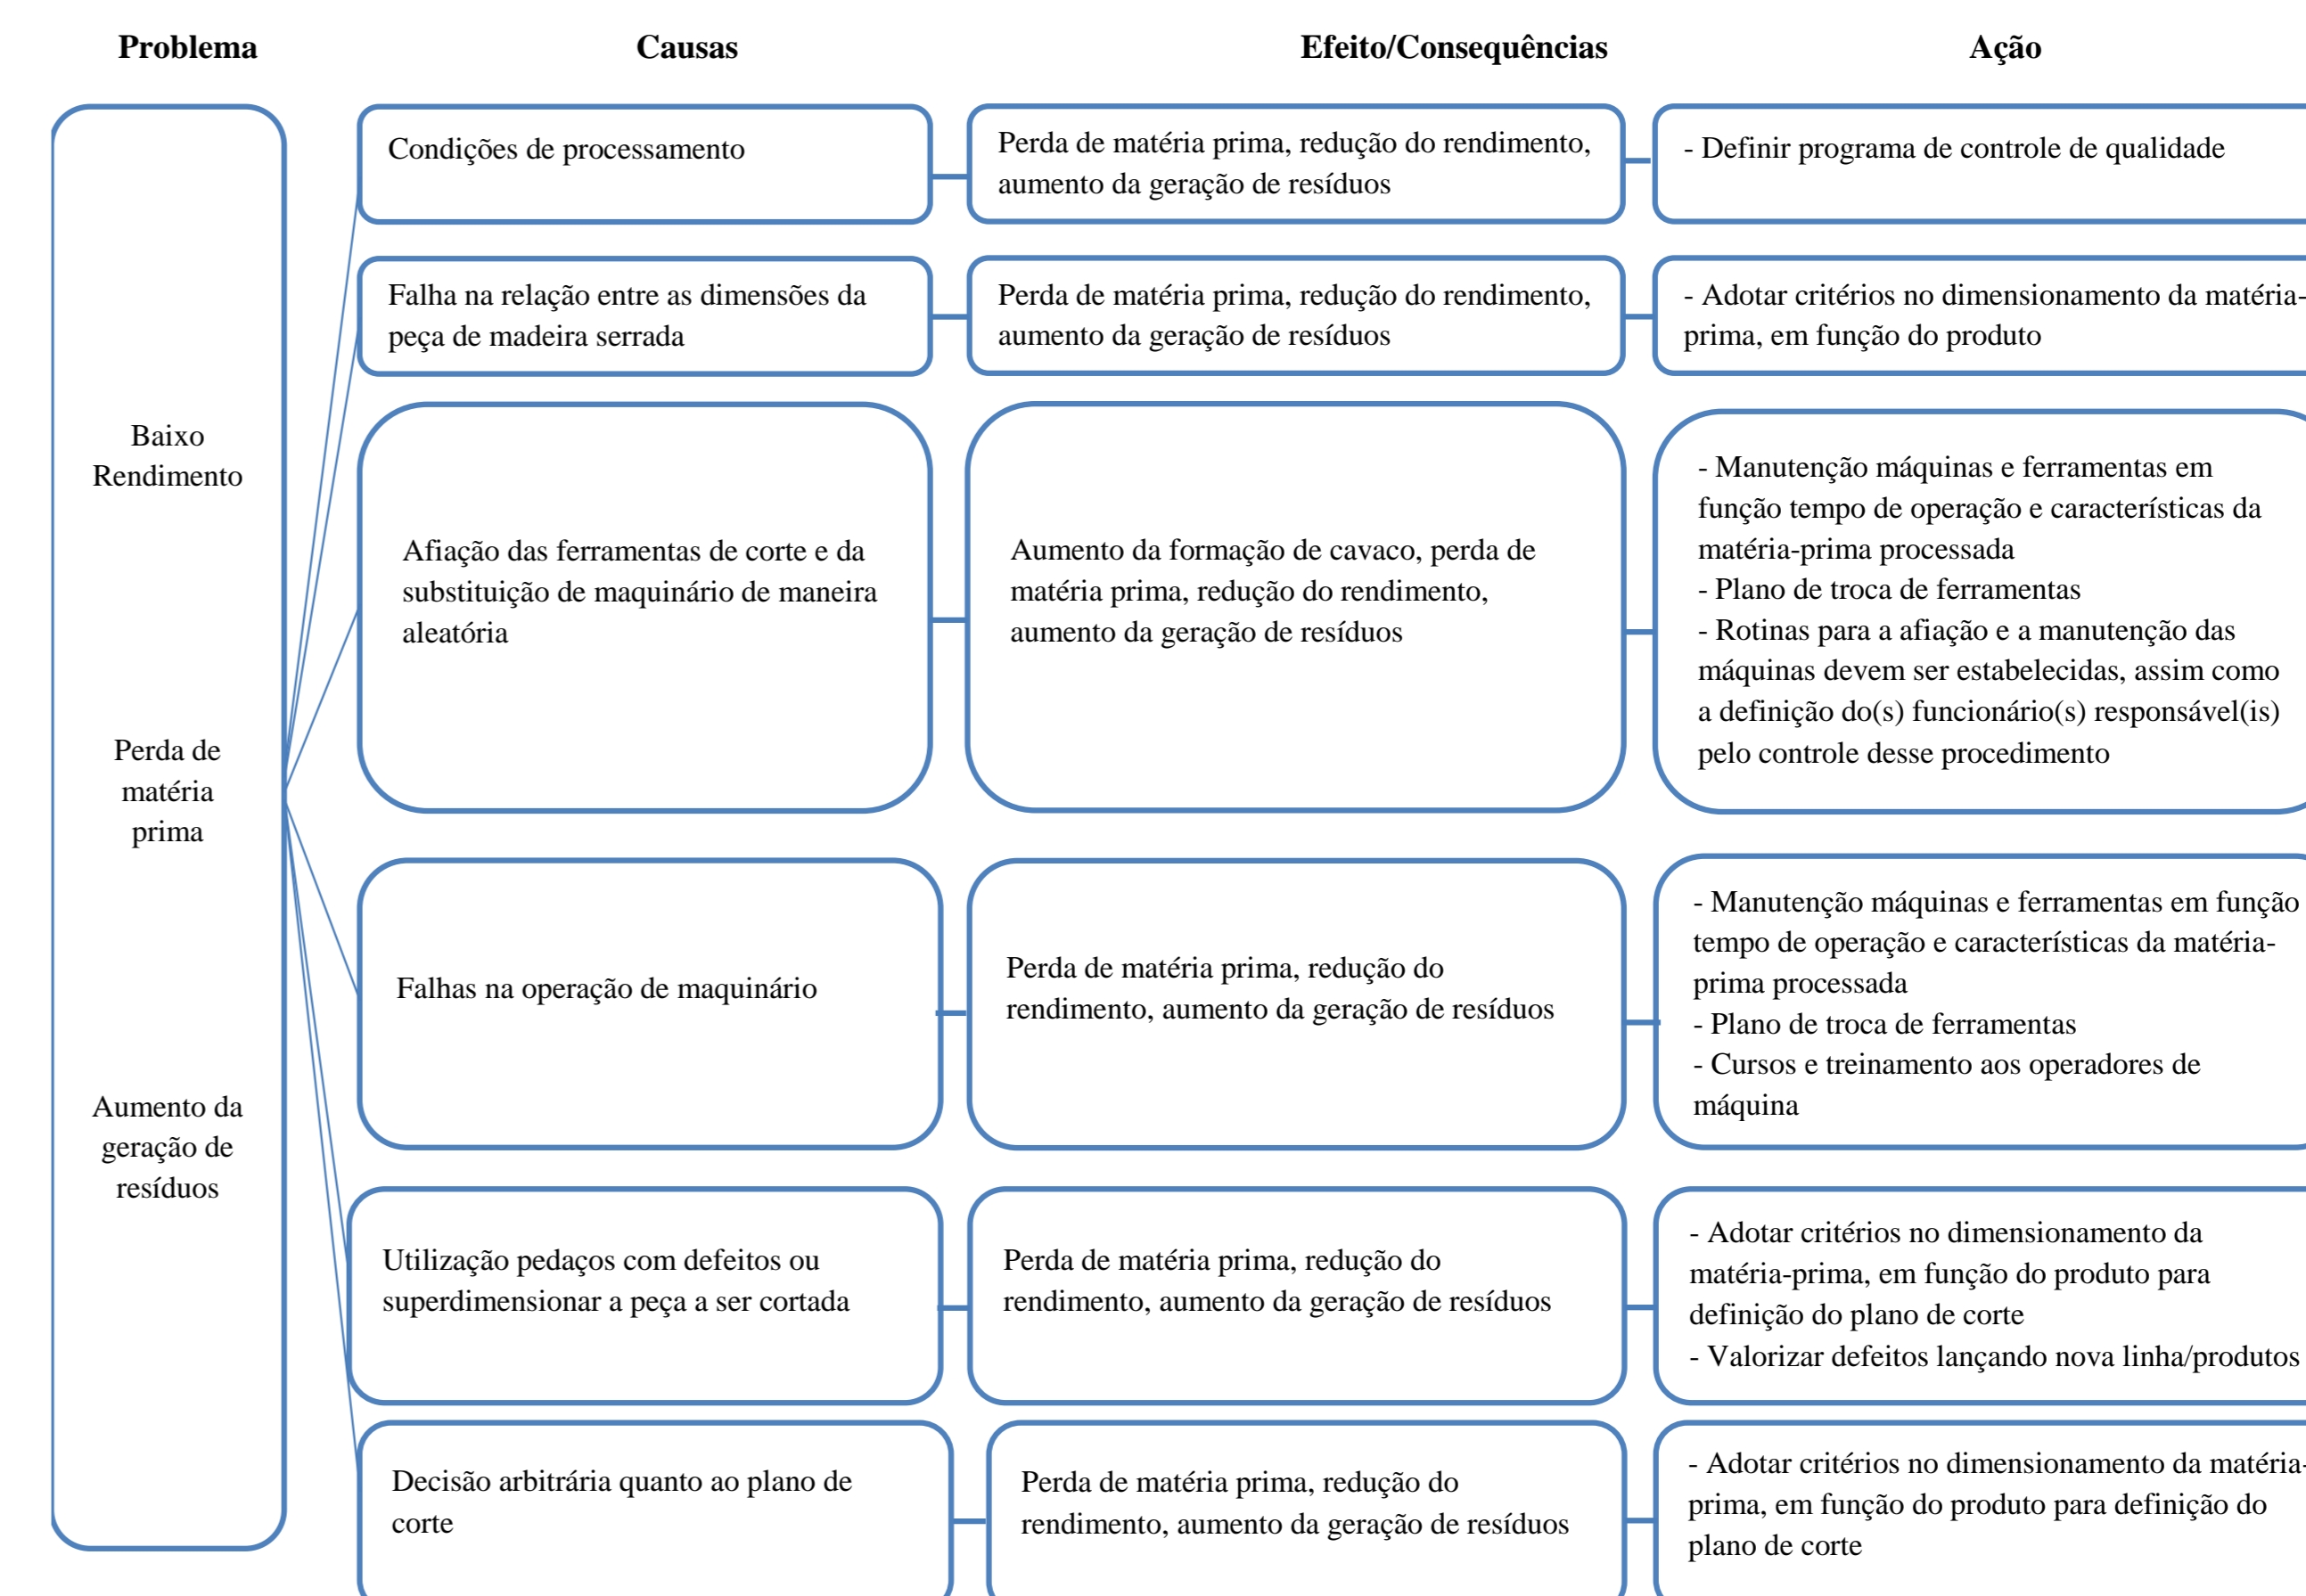 Problema
Causas
Efeito/Consequências
Ação
Baixo
Rendimento
Perda de
matéria
prima
Aumento da
geração de
resíduos
Condições de processamento
Perda de matéria prima, redução do rendimento,
aumento da geração de resíduos
- Definir programa de controle de qualidade
Falha na relação entre as dimensões da
peça de madeira serrada
Perda de matéria prima, redução do rendimento,
aumento da geração de resíduos
- Adotar critérios no dimensionamento da matéria-
prima, em função do produto
Afiação das ferramentas de corte e da
substituição de maquinário de maneira
aleatória
Aumento da formação de cavaco, perda de
matéria prima, redução do rendimento,
aumento da geração de resíduos
- Manutenção máquinas e ferramentas em
função tempo de operação e características da
matéria-prima processada
- Plano de troca de ferramentas
- Rotinas para a afiação e a manutenção das
máquinas devem ser estabelecidas, assim como
a definição do(s) funcionário(s) responsável(is)
pelo controle desse procedimento
Falhas na operação de maquinário
Perda de matéria prima, redução do
rendimento, aumento da geração de resíduos
- Manutenção máquinas e ferramentas em função
tempo de operação e características da matéria-
prima processada
- Plano de troca de ferramentas
- Cursos e treinamento aos operadores de
máquina
Utilização pedaços com defeitos ou
superdimensionar a peça a ser cortada
Perda de matéria prima, redução do
rendimento, aumento da geração de resíduos
- Adotar critérios no dimensionamento da
matéria-prima, em função do produto para
definição do plano de corte
- Valorizar defeitos lançando nova linha/produtos
Decisão arbitrária quanto ao plano de
corte
Perda de matéria prima, redução do
rendimento, aumento da geração de resíduos
- Adotar critérios no dimensionamento da matéria-
prima, em função do produto para definição do
plano de corte